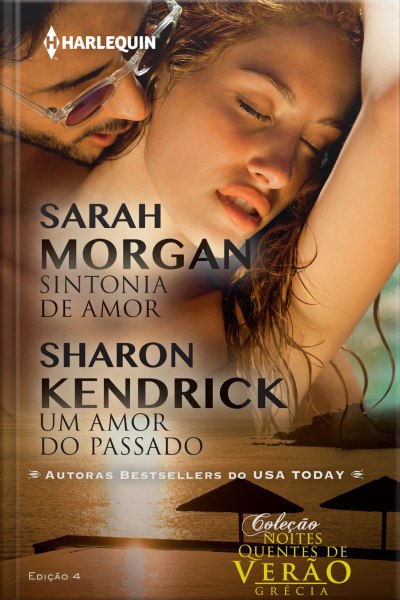 HARLEQUIN
SARAH
MORGAN
SINTONIA
DE AMOR
SHARON
KENDRICK
UM AMOR
DO PASSADO
AUTORAS BESTSELLERS DO USA TODAY
Coleção
NOITES
QUENTES DE
VERÃO
GRÉCIA
EDIÇÃO 4